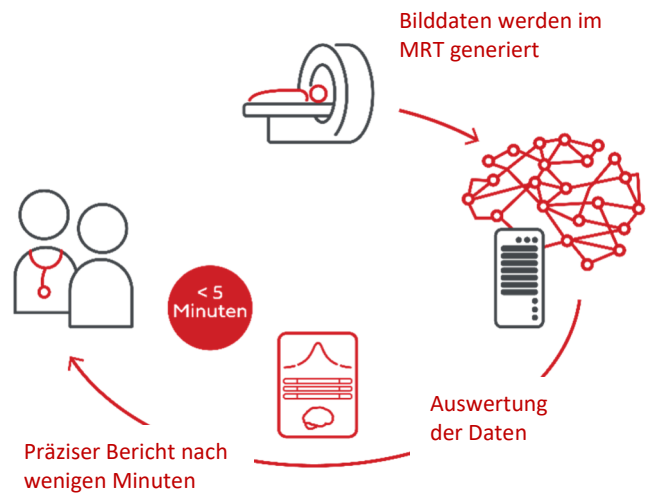 Bilddaten werden im
MRT generiert
< 5
Minuten
Auswertung
der Daten
Präziser Bericht nach
wenigen Minuten